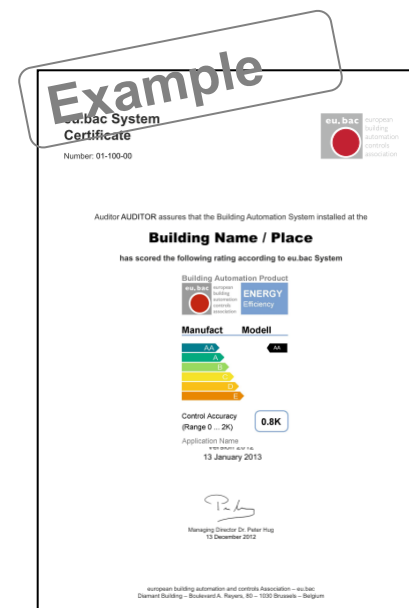 Example
eu.bac System
Certificate
Number: 01-100-00
eu.bac
european
building
automation
controls
association
Auditor AUDITOR assures that the Building Automation System installed at the
Building Name / Place
has scored the following rating according to eu.bac System
Building Automation Product
eu.bac
european
building
automation
controls
association
ENERGY
Efficiency
Manufact Modell
AA AA
A
B
C
D
E
Control Accuracy
(Range 0 ... 2K)
0.8K
Application Name
Version 2012
13 January 2013
Managing Director Dr. Peter Hug
13 December 2012
european building automation and controls Association – eu.bac
Diamant Building – Boulevard A. Reyers, 80 – 1030 Brussels – Belgium